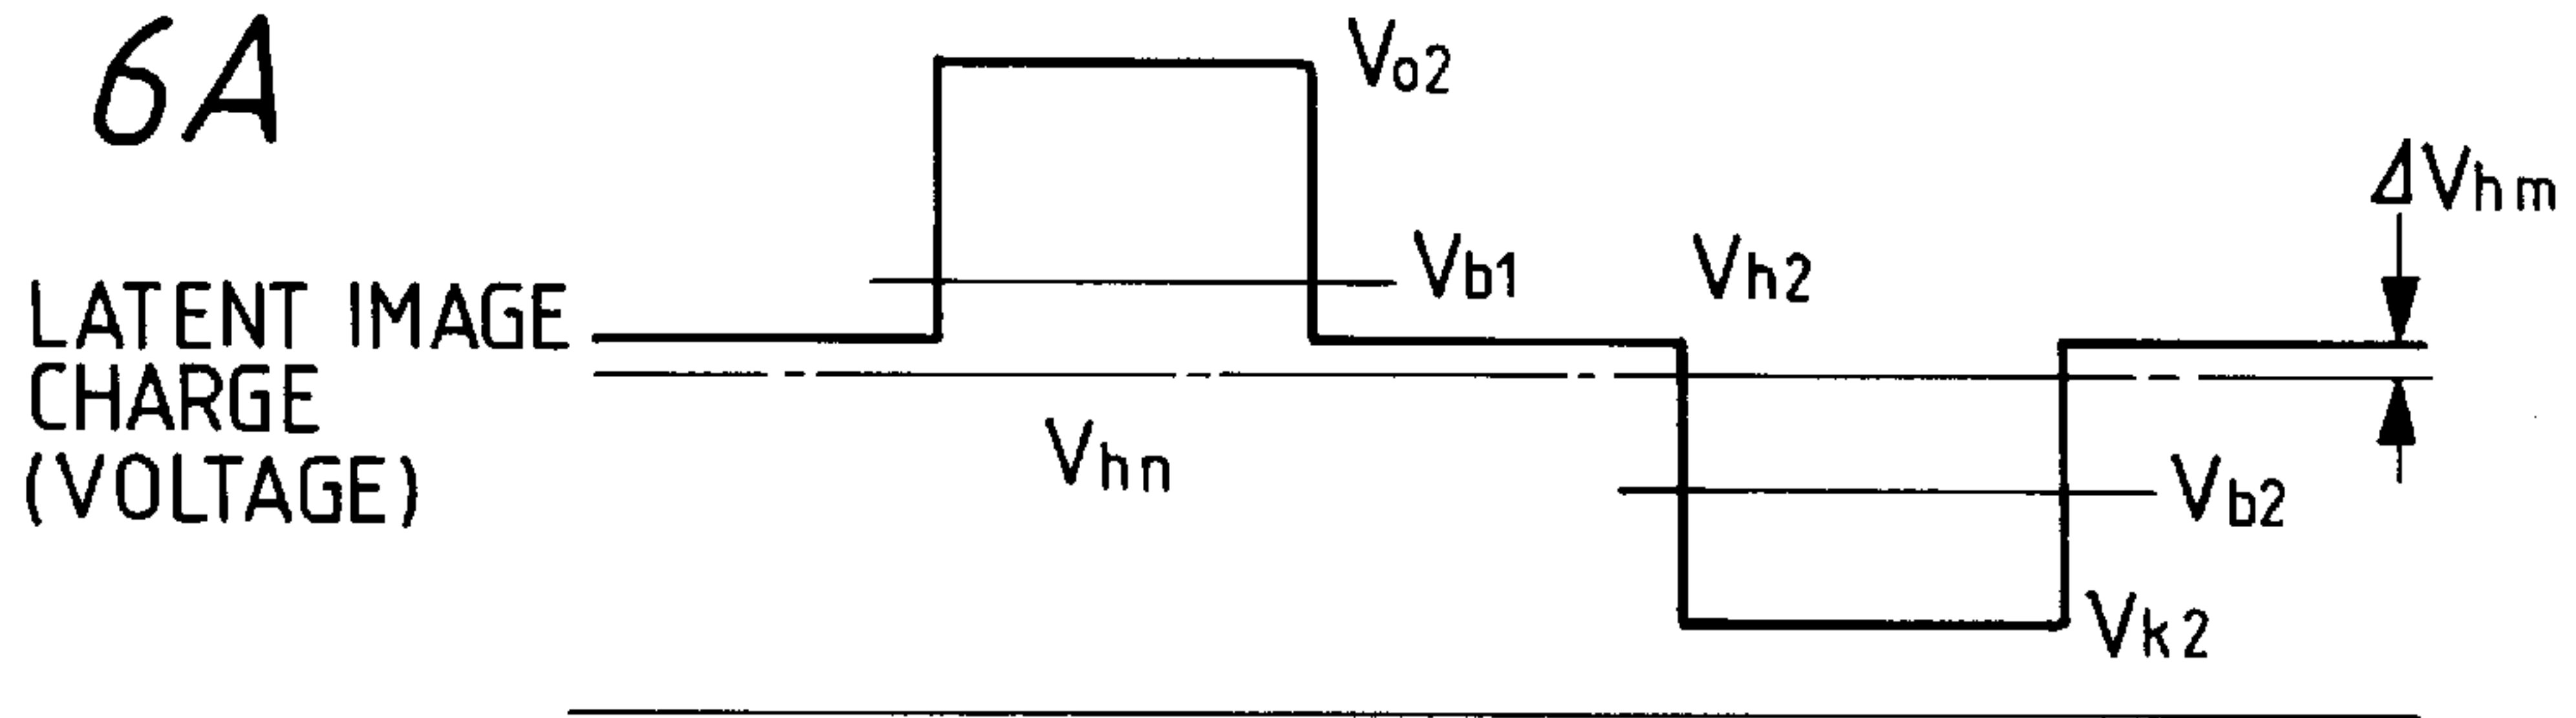 6A
Vo2
ΔVhm
Vb1
Vh2
LATENT IMAGE
CHARGE
(VOLTAGE)
Vhn
Vb2
Vk2